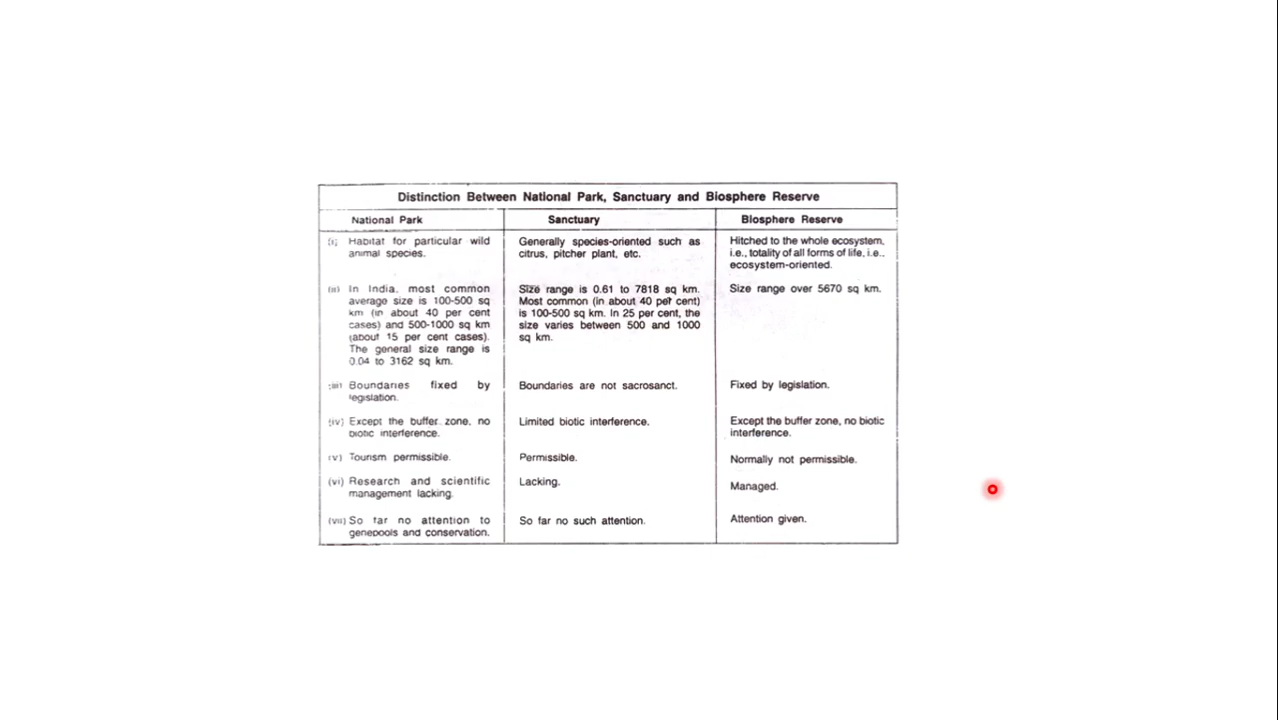 Distinction Between National Park, Sanctuary and Biosphere Reserve
National Park
Sanctuary
Biosphere Reserve
(i) Habitat for particular wild
animal species.
Generally species-oriented such as
citrus, pitcher plant, etc.
Hitched to the whole ecosystem,
i.e., totality of all forms of life, i.e.,
ecosystem-oriented.
(ii) In India, most common
average size is 100-500 sq
km (in about 40 per cent
cases) and 500-1000 sq km
(about 15 per cent cases).
The general size range is
0.04 to 3162 sq km.
Size range is 0.61 to 7818 sq km.
Most common (in about 40 per cent)
is 100-500 sq km. In 25 per cent, the
size varies between 500 and 1000
sq km.
Size range over 5670 sq km.
(iii) Boundaries fixed by
legislation.
Boundaries are not sacrosanct.
Fixed by legislation.
(iv) Except the buffer zone, no
biotic interference.
Limited biotic interference.
Except the buffer zone, no biotic
interference.
(v) Tourism permissible.
Permissible.
Normally not permissible.
(vi) Research and scientific
management lacking.
Lacking.
Managed.
(vii) So far no attention to
genepools and conservation.
So far no such attention.
Attention given.